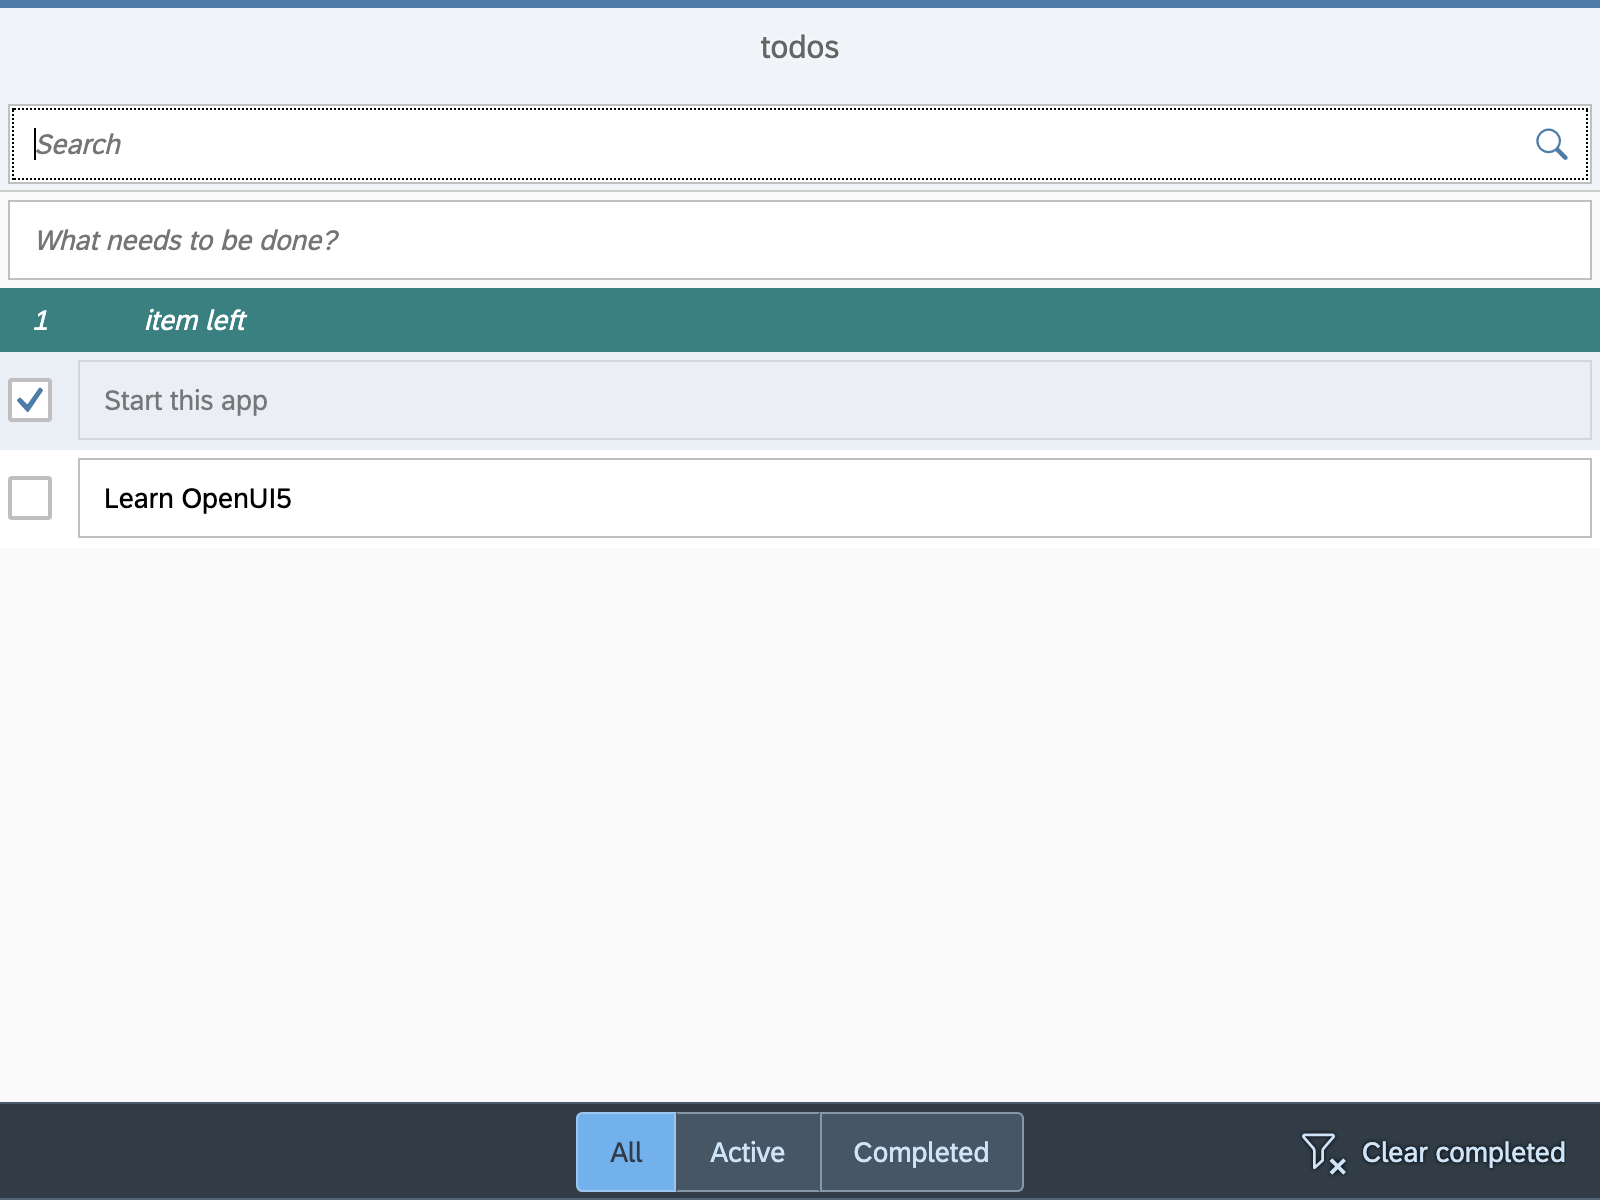 todos
Search
What needs to be done?
1 item left
Start this app
Learn OpenUI5
All Active Completed Clear completed